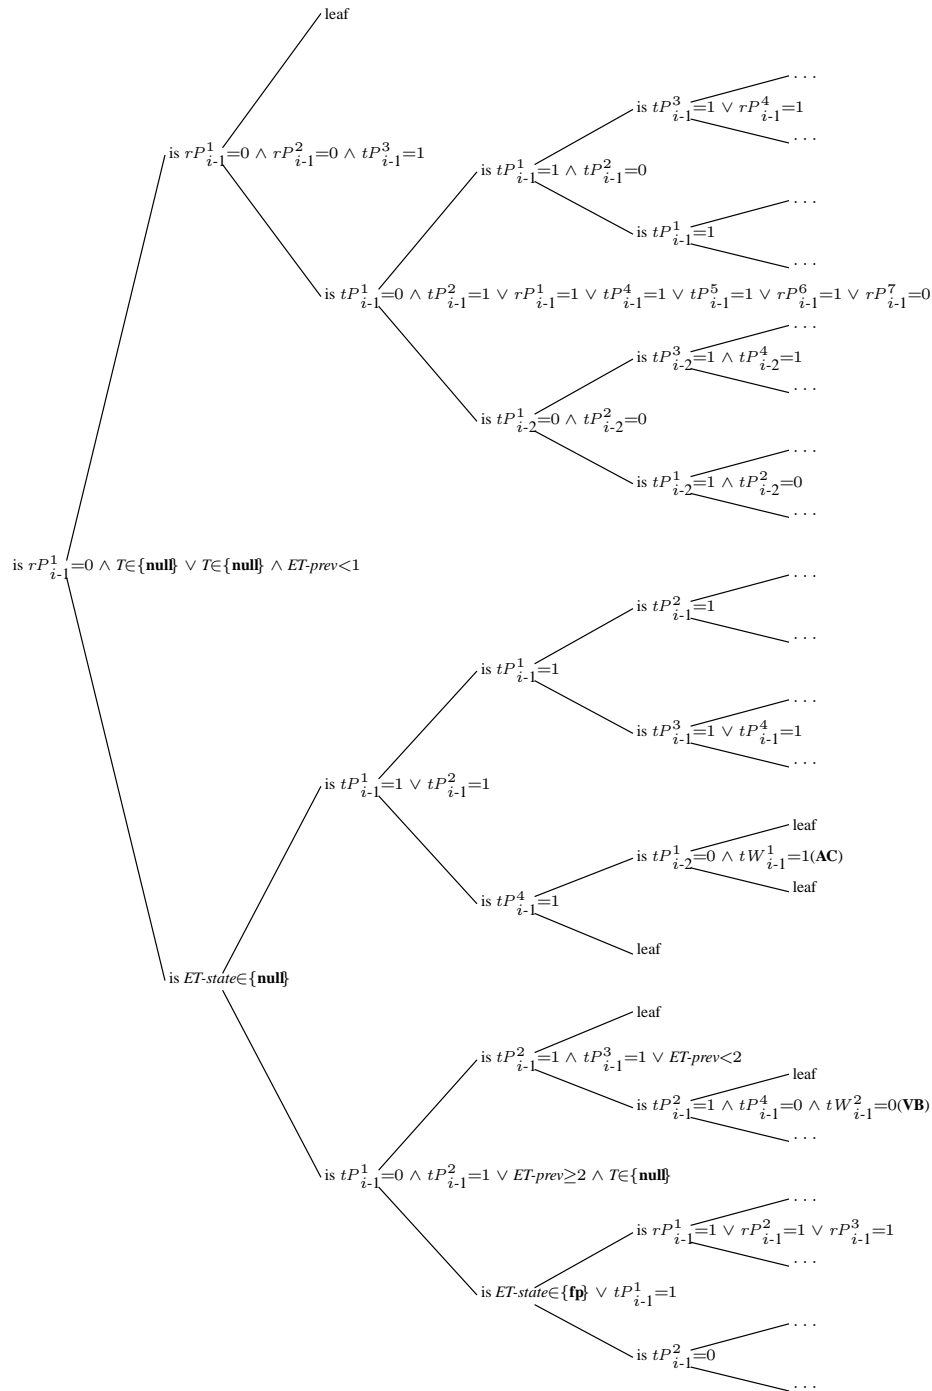 leaf
. . .
is tP^3_{i-1}=1 ∨ rP^4_{i-1}=1
. . .
is rP^1_{i-1}=0 ∧ rP^2_{i-1}=0 ∧ tP^3_{i-1}=1
is tP^1_{i-1}=1 ∧ tP^2_{i-1}=0
. . .
is tP^1_{i-1}=1
. . .
is tP^1_{i-1}=0 ∧ tP^2_{i-1}=1 ∨ rP^1_{i-1}=1 ∨ tP^4_{i-1}=1 ∨ tP^5_{i-1}=1 ∨ rP^6_{i-1}=1 ∨ rP^7_{i-1}=0
. . .
is tP^3_{i-2}=1 ∧ tP^4_{i-2}=1
. . .
is tP^1_{i-2}=0 ∧ tP^2_{i-2}=0
. . .
is tP^1_{i-2}=1 ∧ tP^2_{i-2}=0
. . .
is rP^1_{i-1}=0 ∧ T∈{null} ∨ T∈{null} ∧ ET-prev<1
. . .
is tP^2_{i-1}=1
. . .
is tP^1_{i-1}=1
. . .
is tP^3_{i-1}=1 ∨ tP^4_{i-1}=1
. . .
is tP^1_{i-1}=1 ∨ tP^2_{i-1}=1
leaf
is tP^1_{i-2}=0 ∧ tW^1_{i-1}=1(AC)
leaf
is tP^4_{i-1}=1
leaf
is ET-state∈{null}
leaf
is tP^2_{i-1}=1 ∧ tP^3_{i-1}=1 ∨ ET-prev<2
leaf
is tP^2_{i-1}=1 ∧ tP^4_{i-1}=0 ∧ tW^2_{i-1}=0(VB)
. . .
is tP^1_{i-1}=0 ∧ tP^2_{i-1}=1 ∨ ET-prev≥2 ∧ T∈{null}
. . .
is rP^1_{i-1}=1 ∨ rP^2_{i-1}=1 ∨ rP^3_{i-1}=1
. . .
is ET-state∈{fp} ∨ tP^1_{i-1}=1
. . .
is tP^2_{i-1}=0
. . .